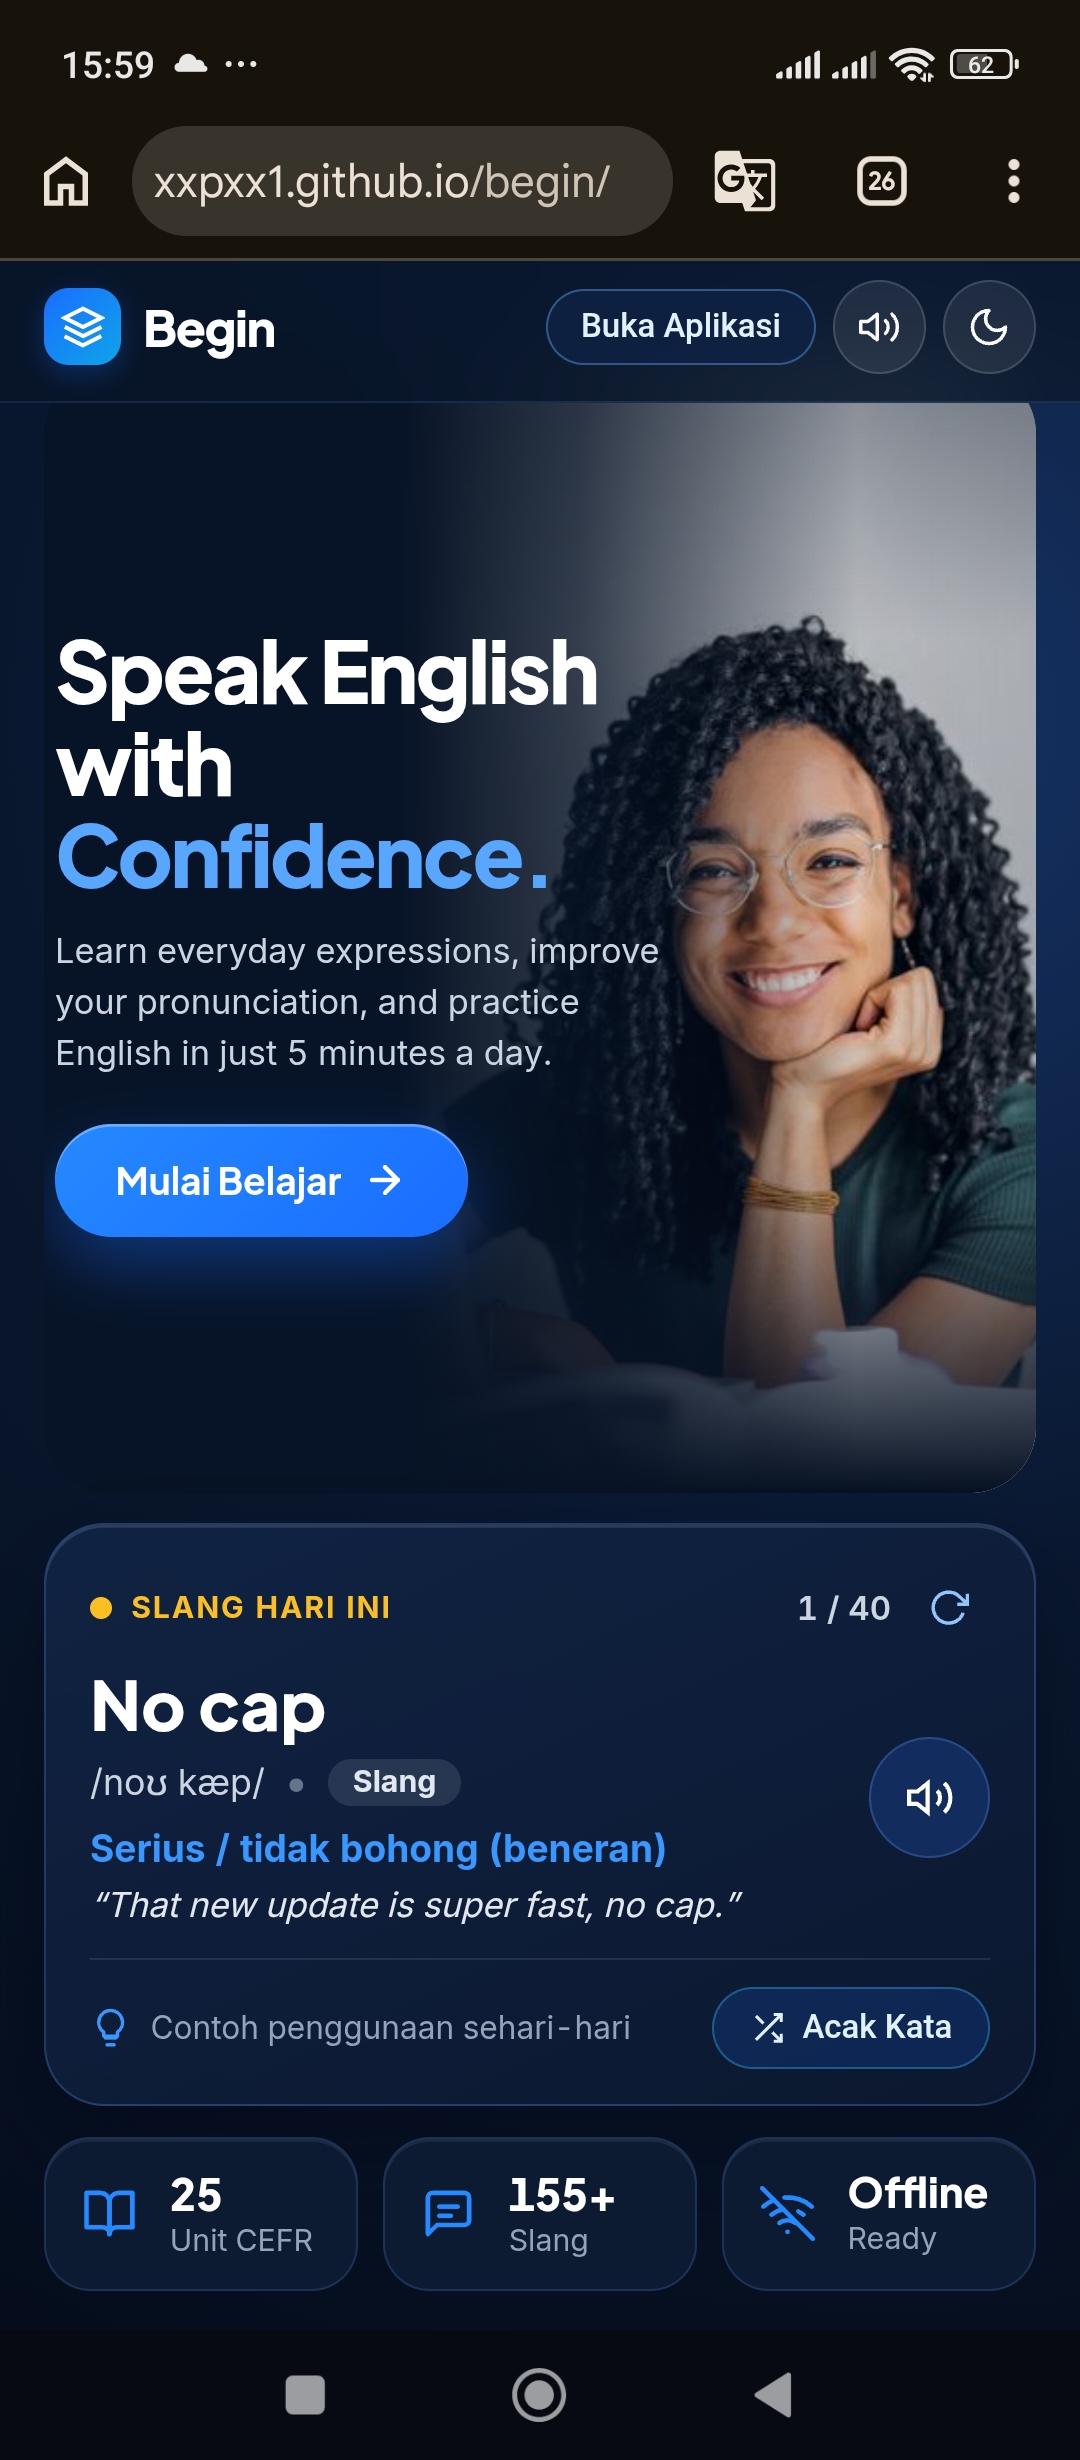 15:59
62
xxpxx1.github.io/begin/
G文
26
Begin
Buka Aplikasi
Speak English
with
Confidence.
Learn everyday expressions, improve
your pronunciation, and practice
English in just 5 minutes a day.
Mulai Belajar
SLANG HARI INI
1 / 40
No cap
/noʊ kæp/ • Slang
Serius / tidak bohong (beneran)
“That new update is super fast, no cap.”
Contoh penggunaan sehari-hari
Acak Kata
25
Unit CEFR
155+
Slang
Offline
Ready